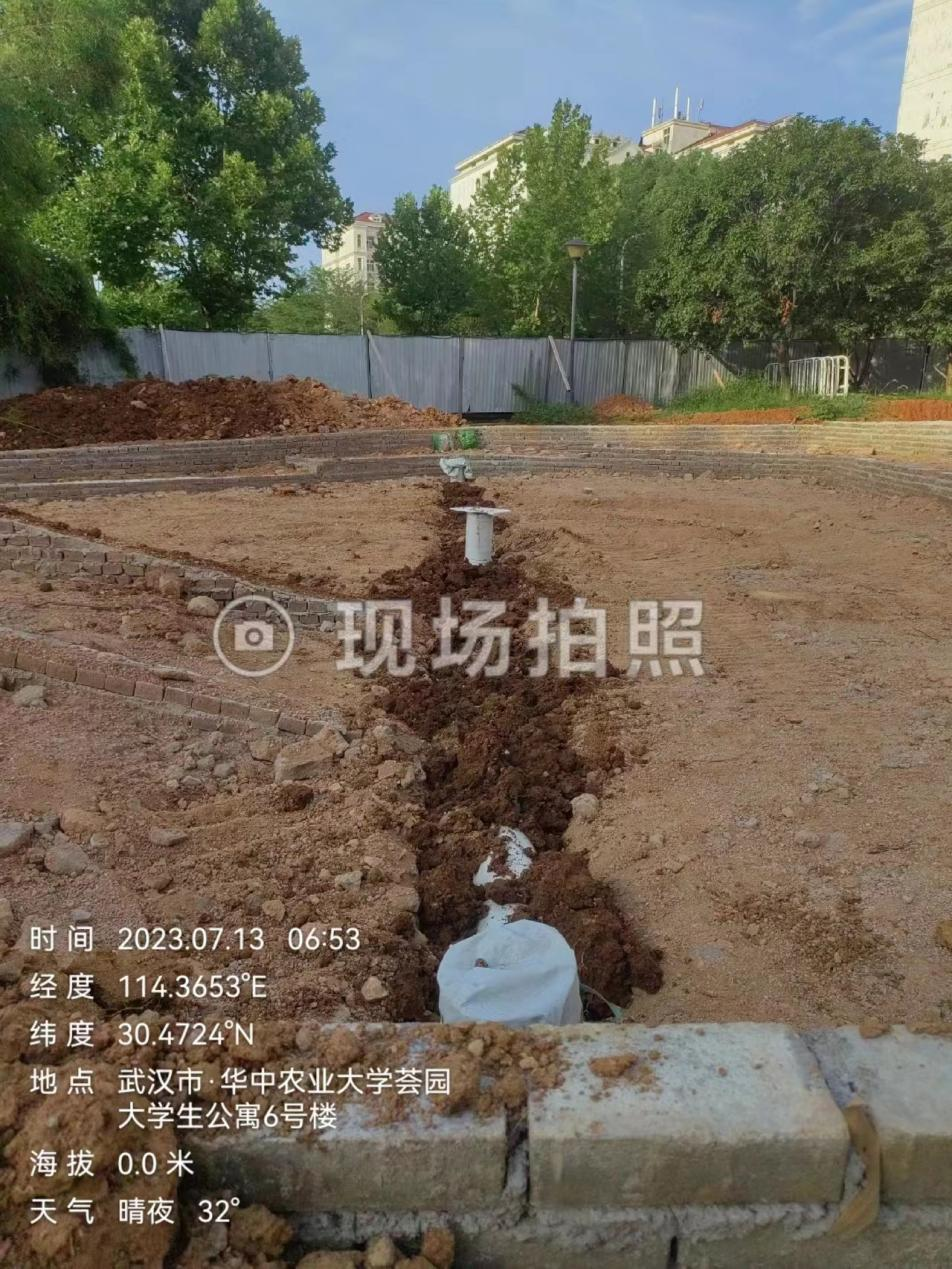 现场拍照
时间 2023.07.13 06:53
经度 114.3653°E
纬度 30.4724°N
地点 武汉市·华中农业大学荟园
大学生公寓6号楼
海拔 0.0 米
天气 晴夜 32°